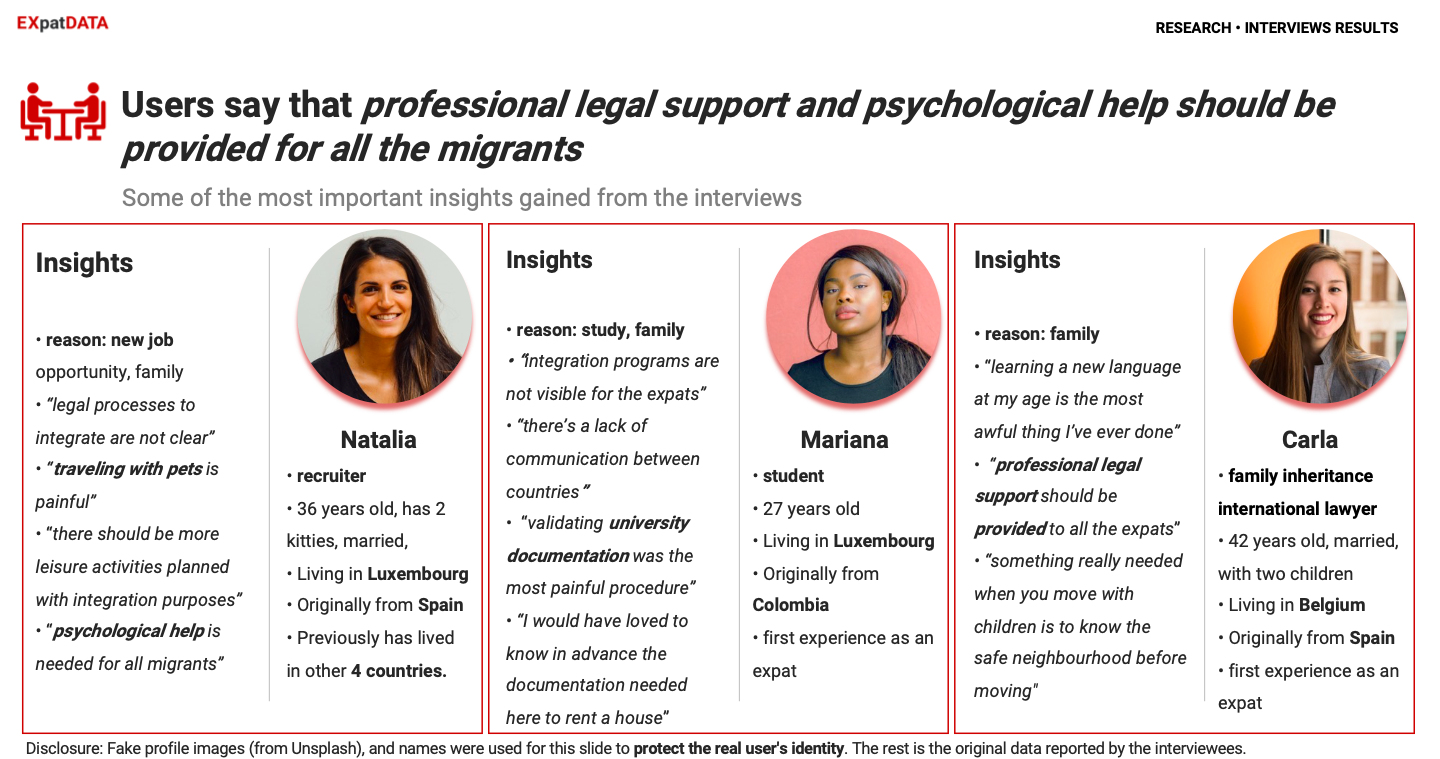 EXpatDATA
RESEARCH • INTERVIEWS RESULTS
Users say that professional legal support and psychological help should be
provided for all the migrants
Some of the most important insights gained from the interviews
Insights
• reason: new job
opportunity, family
• “legal processes to
integrate are not clear”
• “traveling with pets is
painful”
• “there should be more
leisure activities planned
with integration purposes”
• “psychological help is
needed for all migrants”
Natalia
• recruiter
• 36 years old, has 2
kitties, married,
• Living in Luxembourg
• Originally from Spain
• Previously has lived
in other 4 countries.
Insights
• reason: study, family
• “Integration programs are
not visible for the expats”
• “there’s a lack of
communication between
countries”
• “validating university
documentation was the
most painful procedure”
• “I would have loved to
know in advance the
documentation needed
here to rent a house”
Mariana
• student
• 27 years old
• Living in Luxembourg
• Originally from
Colombia
• first experience as an
expat
Insights
• reason: family
• “learning a new language
at my age is the most
awful thing I’ve ever done”
• “professional legal
support should be
provided to all the expats”
• “something really needed
when you move with
children is to know the
safe neighbourhood before
moving"
Carla
• family inheritance
international lawyer
• 42 years old, married,
with two children
• Living in Belgium
• Originally from Spain
• first experience as an
expat
Disclosure: Fake profile images (from Unsplash), and names were used for this slide to protect the real user's identity. The rest is the original data reported by the interviewees.